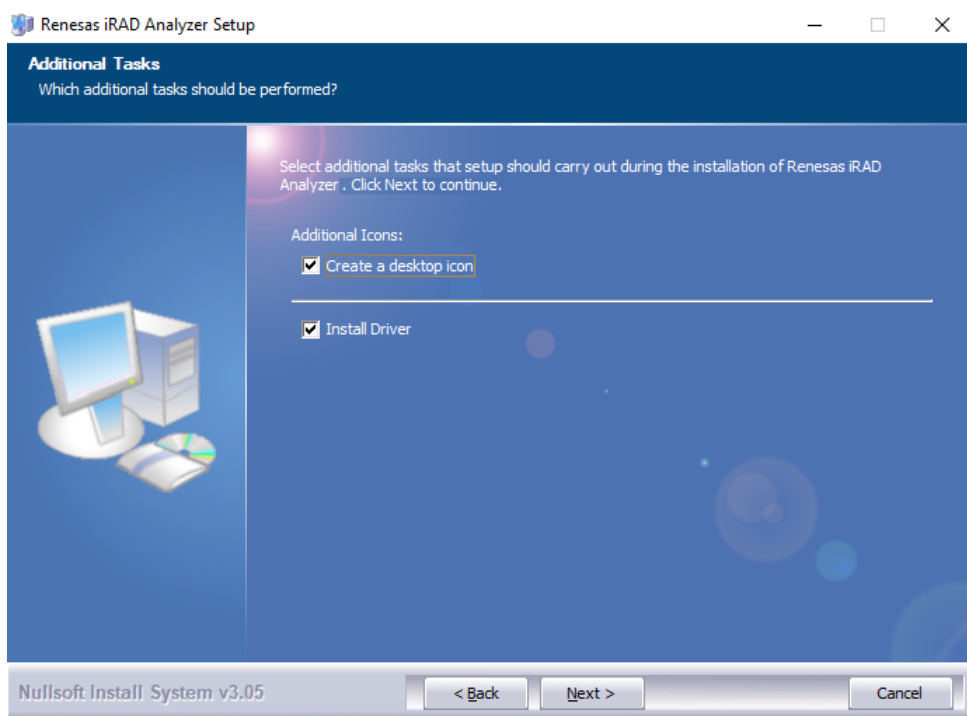 Renesas iRAD Analyzer Setup
Additional Tasks
Which additional tasks should be performed?
Select additional tasks that setup should carry out during the installation of Renesas iRAD
Analyzer . Click Next to continue.
Additional Icons:
Create a desktop icon
Install Driver
Nullsoft Install System v3.05
< Back
Next >
Cancel